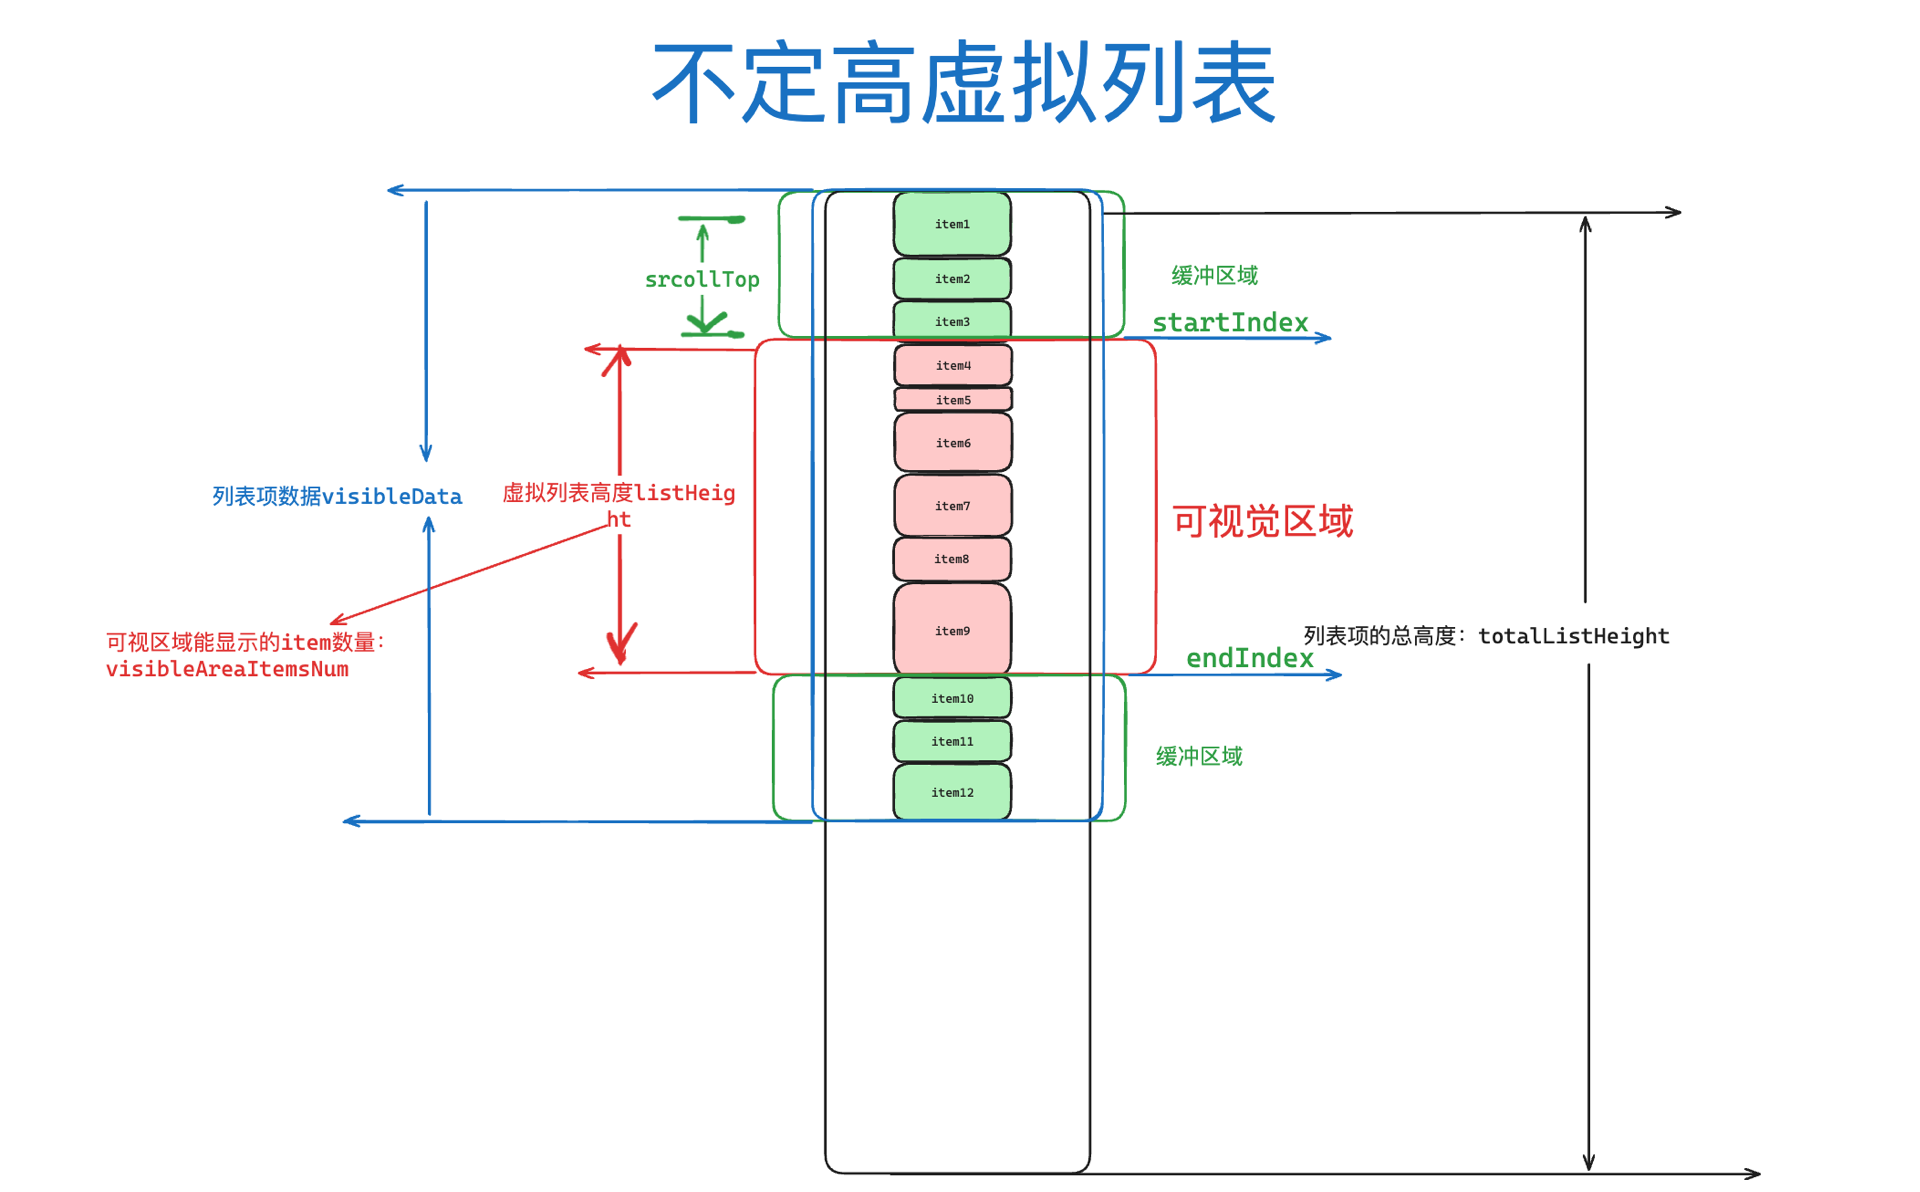 不定高虚拟列表
item1
srcollTop
item2
缓冲区域
item3
startIndex
item4
item5
item6
列表项数据visibleData
虚拟列表高度listHeig
ht
item7
可视觉区域
item8
可视区域能显示的item数量：
visibleAreaItemsNum
item9
列表项的总高度：totalListHeight
endIndex
item10
item11
缓冲区域
item12